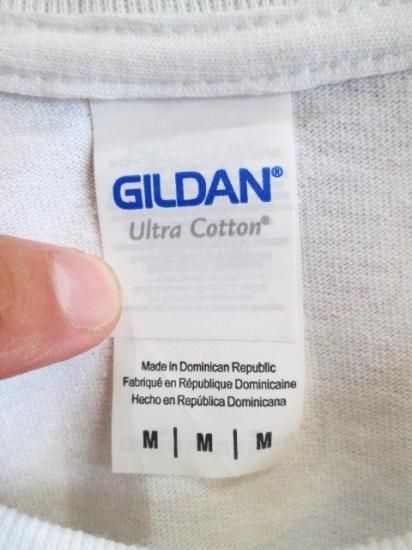 GILDAN®
Ultra Cotton®
Made in Dominican Republic
Fabriqué en République Dominicaine
Hecho en República Dominicana
M | M | M